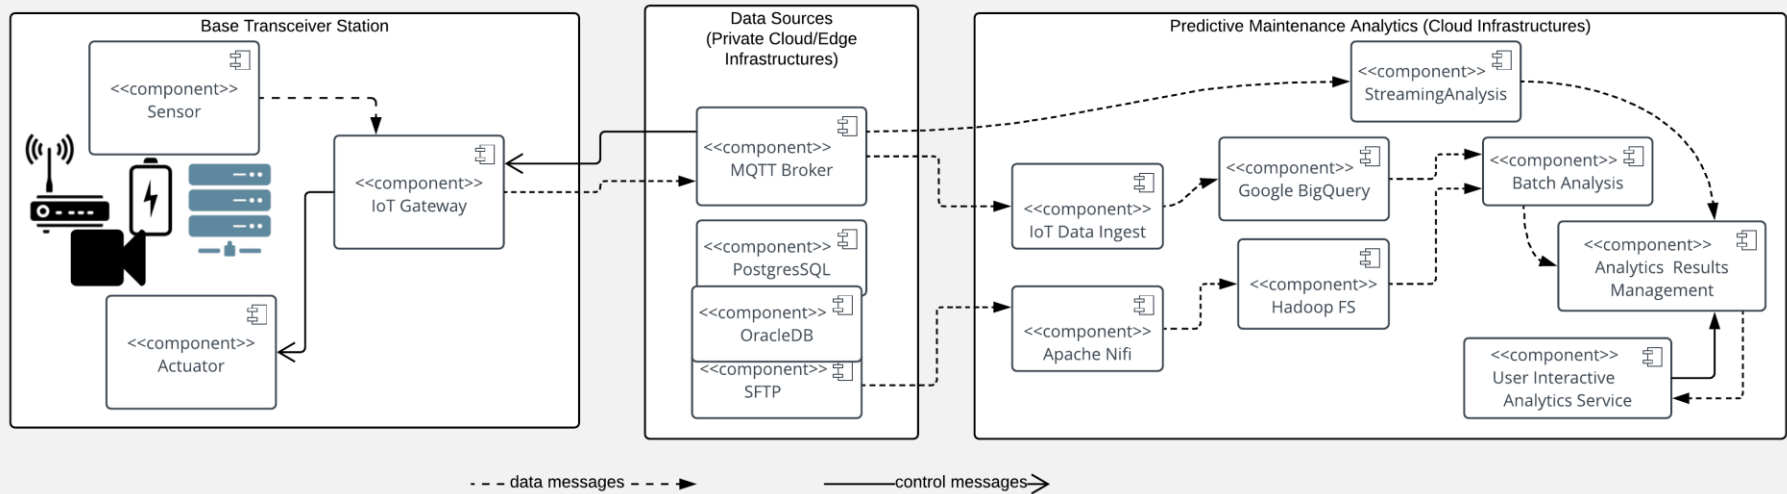 Base Transceiver Station
<<component>>
Sensor
<<component>>
IoT Gateway
<<component>>
Actuator
Data Sources
(Private Cloud/Edge
Infrastructures)
<<component>>
MQTT Broker
<<component>>
PostgresSQL
<<component>>
OracleDB
<<component>>
SFTP
Predictive Maintenance Analytics (Cloud Infrastructures)
<<component>>
StreamingAnalysis
<<component>>
IoT Data Ingest
<<component>>
Google BigQuery
<<component>>
Batch Analysis
<<component>>
Apache Nifi
<<component>>
Hadoop FS
<<component>>
Analytics Results
Management
<<component>>
User Interactive
Analytics Service
data messages
control messages